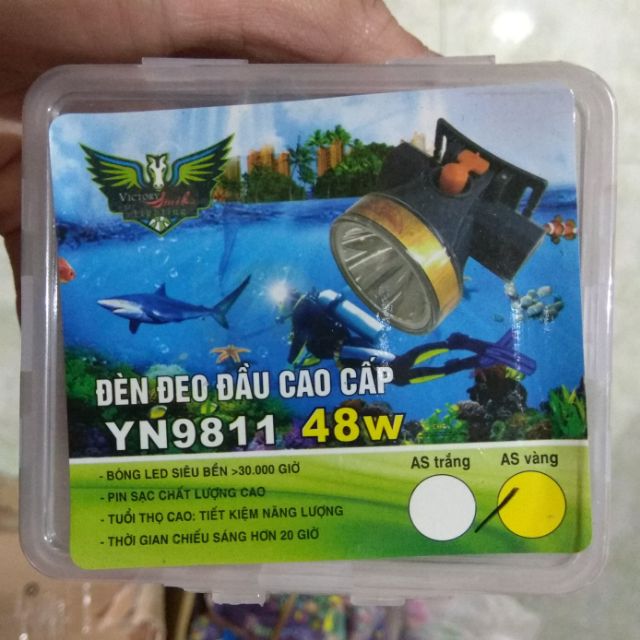 VICTORY
ĐÈN ĐEO ĐẦU CAO CẤP
YN9811 48w
- BÓNG LED SIÊU BỀN >30.000 GIỜ
- PIN SẠC CHẤT LƯỢNG CAO
- TUỔI THỌ CAO: TIẾT KIỆM NĂNG LƯỢNG
- THỜI GIAN CHIẾU SÁNG HƠN 20 GIỜ
AS trắng
AS vàng